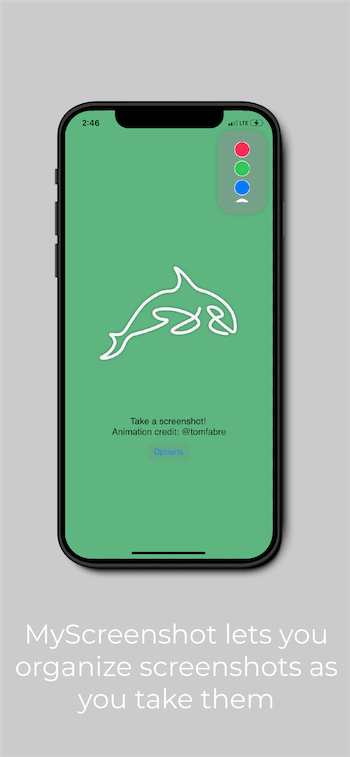 2:46 LTE
Take a screenshot!
Animation credit: @tomfabre
Options
MyScreenshot lets you
organize screenshots as
you take them